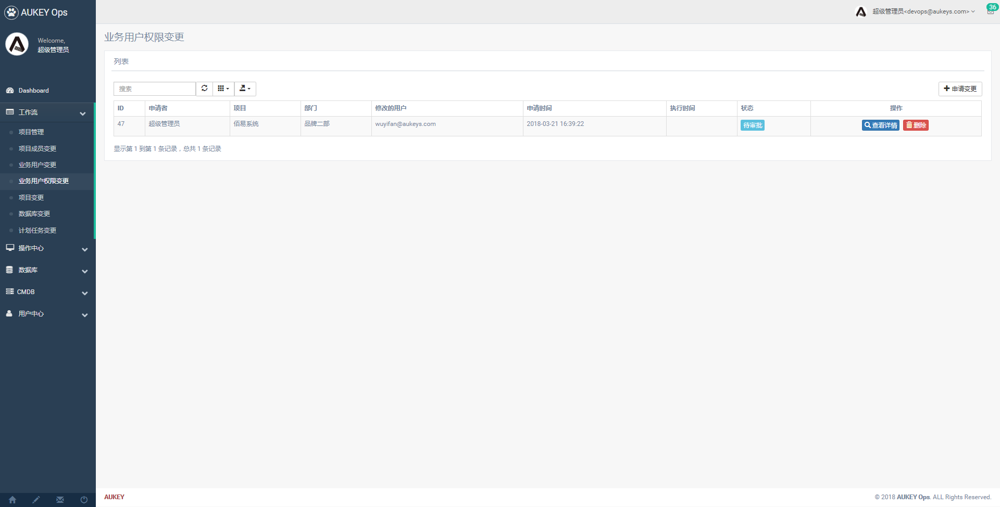 AUKEY Ops
超级管理员<devops@aukeys.com>
36
Welcome,
超级管理员
Dashboard
工作流
项目管理
项目成员变更
业务用户变更
业务用户权限变更
项目变更
数据库变更
计划任务变更
操作中心
数据库
CMDB
用户中心
业务用户权限变更
列表
搜索
申请变更
ID 申请者 项目 部门 修改的用户 申请时间 执行时间 状态 操作
47 超级管理员 佰易系统 品牌二部 wuyifan@aukeys.com 2018-03-21 16:39:22 待审批 查看详情 删除
显示第 1 到第 1 条记录，总共 1 条记录
AUKEY
© 2018 AUKEY Ops. ALL Rights Reserved.